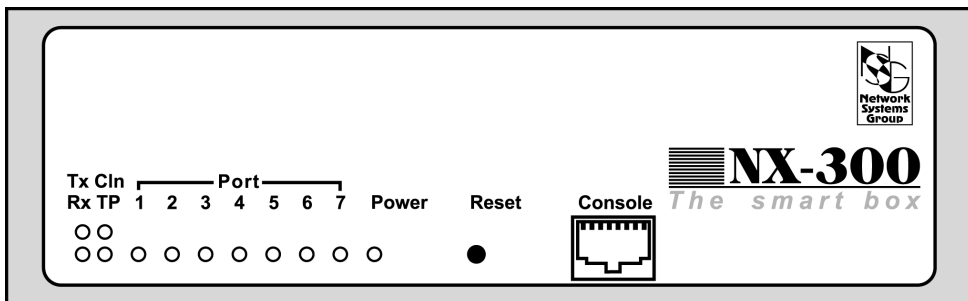 NSG
Network
Systems
Group
NX-300
The smart box
Tx Cln Port
Rx TP 1 2 3 4 5 6 7 Power Reset Console